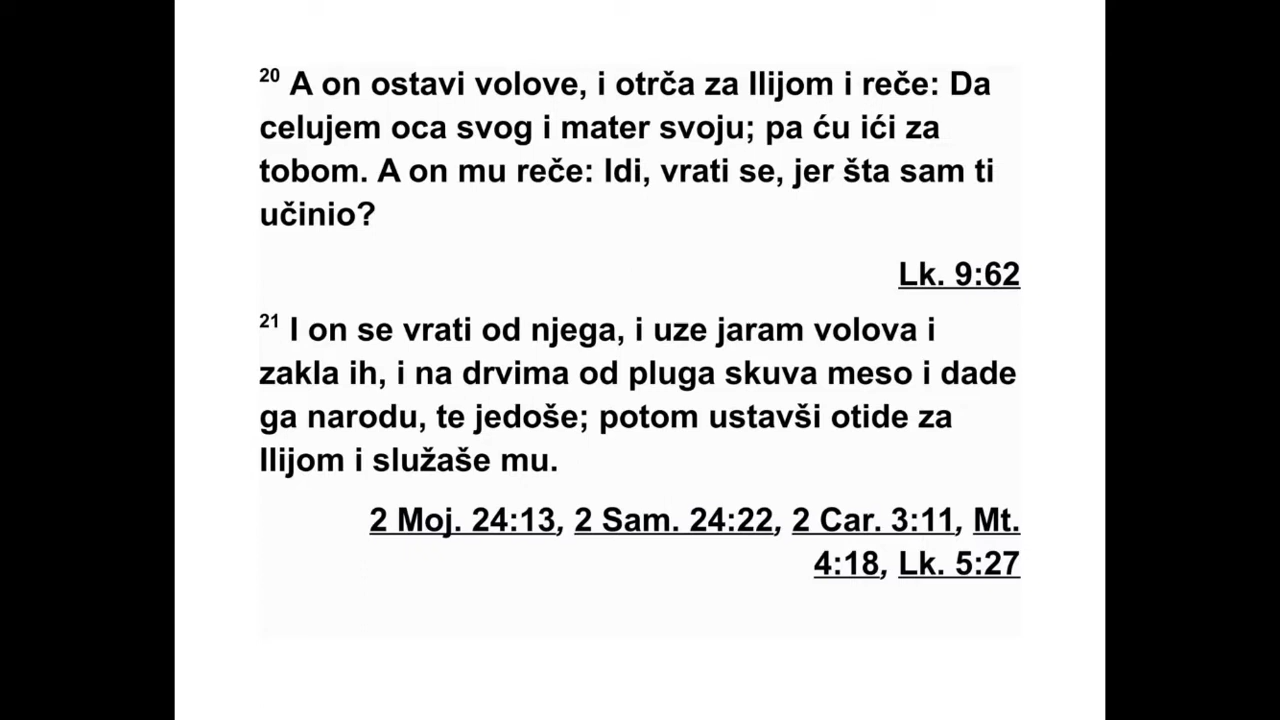 20 A on ostavi volove, i otrča za Ilijom i reče: Da
celujem oca svog i mater svoju; pa ću ići za
tobom. A on mu reče: Idi, vrati se, jer šta sam ti
učinio?
Lk. 9:62
21 I on se vrati od njega, i uze jaram volova i
zakla ih, i na drvima od pluga skuva meso i dade
ga narodu, te jedoše; potom ustavši otide za
Ilijom i služaše mu.
2 Moj. 24:13, 2 Sam. 24:22, 2 Car. 3:11, Mt.
4:18, Lk. 5:27